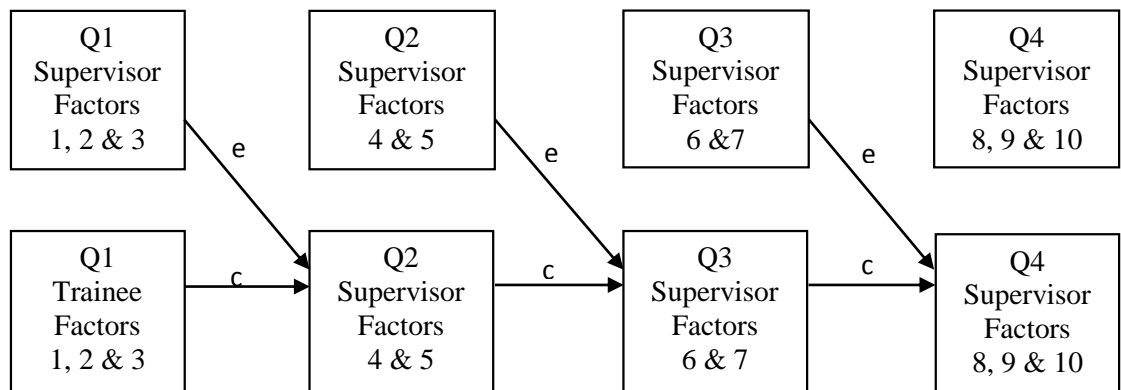 Q1
Supervisor
Factors
1, 2 & 3
Q2
Supervisor
Factors
4 & 5
Q3
Supervisor
Factors
6 &7
Q4
Supervisor
Factors
8, 9 & 10
e
e
e
Q1
Trainee
Factors
1, 2 & 3
c
Q2
Supervisor
Factors
4 & 5
c
Q3
Supervisor
Factors
6 & 7
c
Q4
Supervisor
Factors
8, 9 & 10